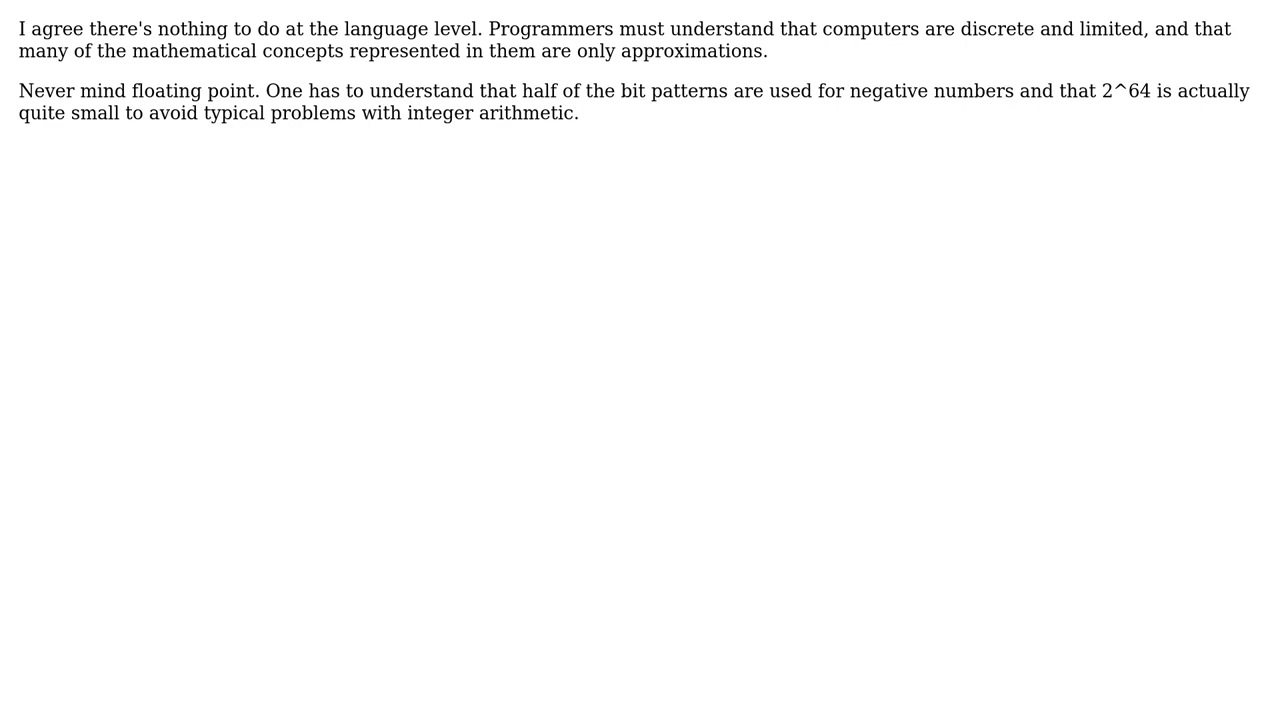 I agree there's nothing to do at the language level. Programmers must understand that computers are discrete and limited, and that
many of the mathematical concepts represented in them are only approximations.
Never mind floating point. One has to understand that half of the bit patterns are used for negative numbers and that 2^64 is actually
quite small to avoid typical problems with integer arithmetic.